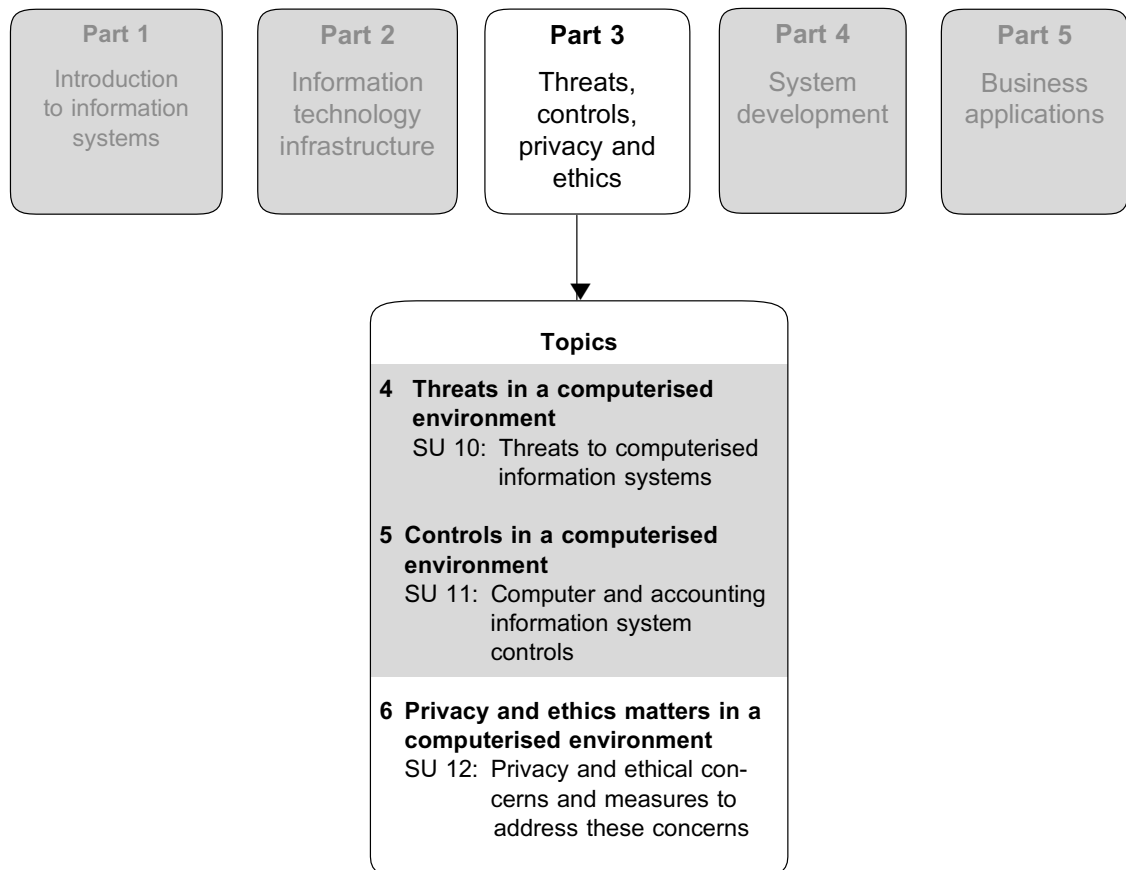 Part 1
Introduction
to information
systems
Part 2
Information
technology
infrastructure
Part 3
Threats,
controls,
privacy and
ethics
Part 4
System
development
Part 5
Business
applications
Topics
4 Threats in a computerised
environment
SU 10: Threats to computerised
information systems
5 Controls in a computerised
environment
SU 11: Computer and accounting
information system
controls
6 Privacy and ethics matters in a
computerised environment
SU 12: Privacy and ethical con-
cerns and measures to
address these concerns